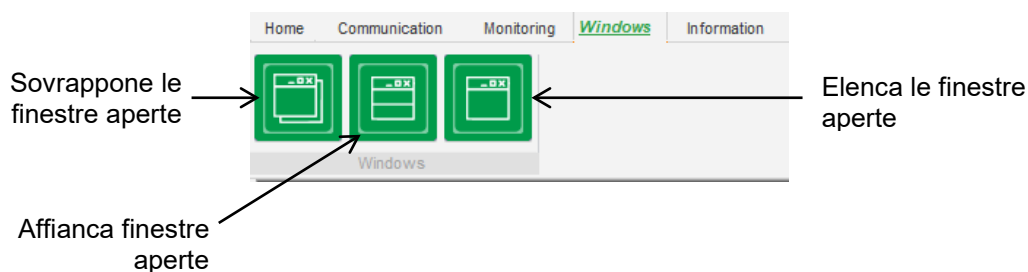 Home Communication Monitoring Windows Information
Sovrappone le
finestre aperte
Elenca le finestre
aperte
Windows
Affianca finestre
aperte